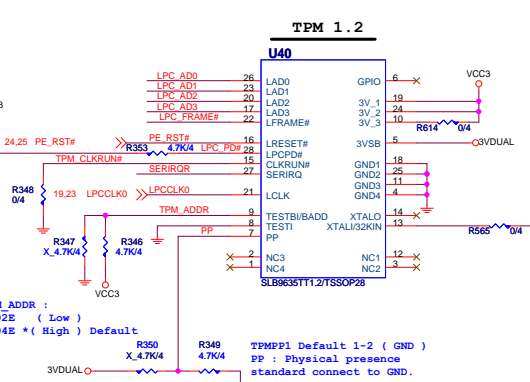 TPM 1.2
U40
LPC_AD0 26 LAD0 GPIO 6 VCC3
LPC_AD1 23 LAD1
LPC_AD2 20 LAD2 3V_1 19
LPC_AD3 17 LAD3 3V_2 24
LPC_FRAME# 22 LFRAME# 3V_3 10 R614 0/4
24,25 PE_RST# PE_RST# 16 LRESET# 3VSB 5 3VDUAL
R353 4.7K/4 LPC_PD# 28 LPCPD#
TPM_CLKRUN# 15 CLKRUN# GND1 18
SERIRQR 27 SERIRQ GND2 25
GND3 11
R348 0/4 19,23 LPCCLK0 LPCCLK0 21 LCLK GND4 4
TPM_ADDR 9 TESTBI/BADD XTALO 14
8 TESTI XTALI/32KIN 13
PP 7 PP R565 0/4
R347 X_4.7K/4 R346 4.7K/4
2 NC3 NC1 12
1 NC4 NC2 3
SLB9635TT1.2/TSSOP28
VCC3
_ADDR :
2E ( Low )
4E *( High ) Default
R350 X_4.7K/4 R349 4.7K/4
3VDUAL
TPMPP1 Default 1-2 ( GND )
PP : Physical presence
standard connect to GND.